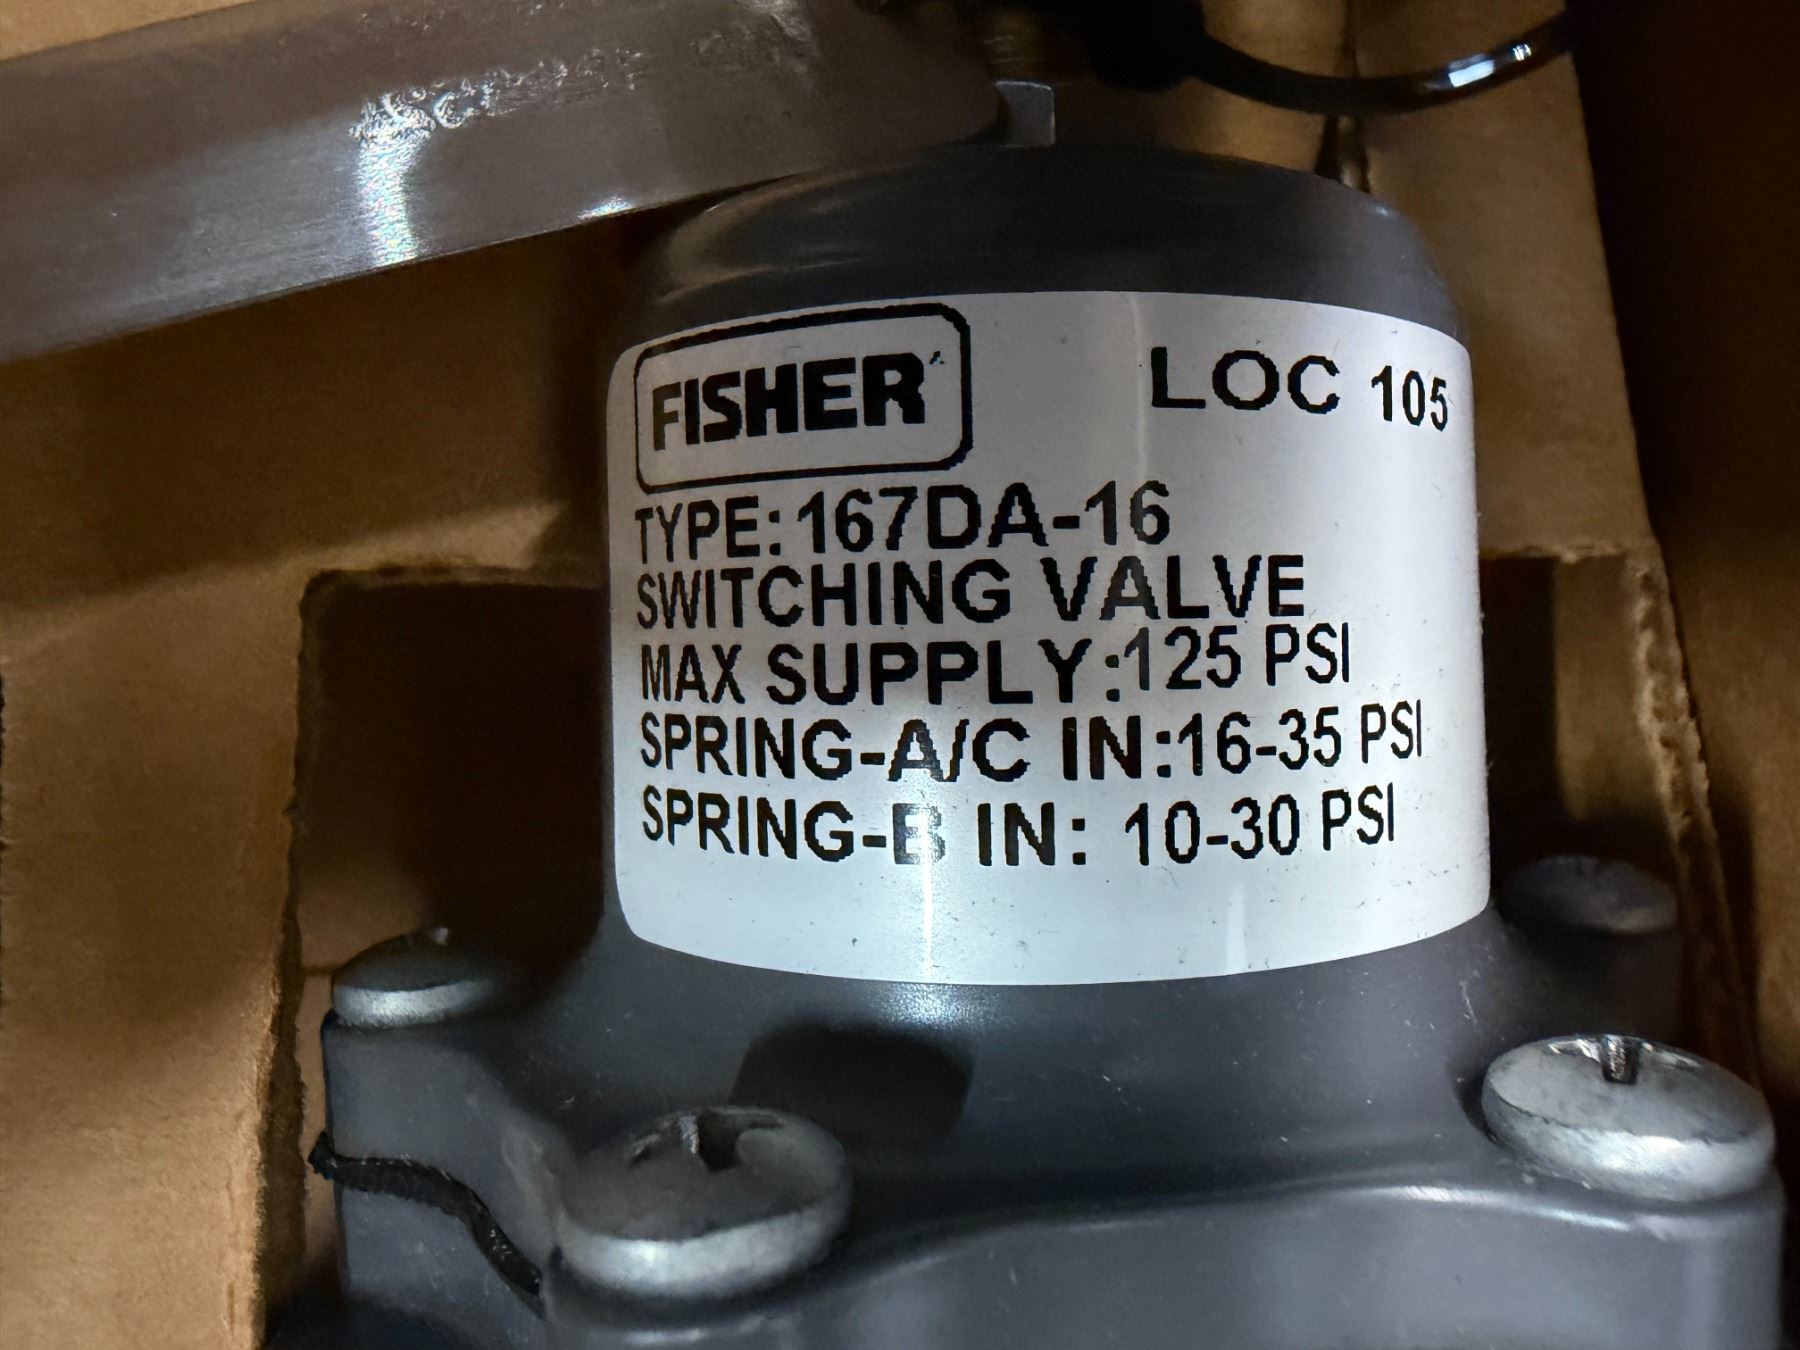 FISHER LOC 105
TYPE: 167DA-16
SWITCHING VALVE
MAX SUPPLY:125 PSI
SPRING-A/C IN:16-35 PSI
SPRING-B IN: 10-30 PSI